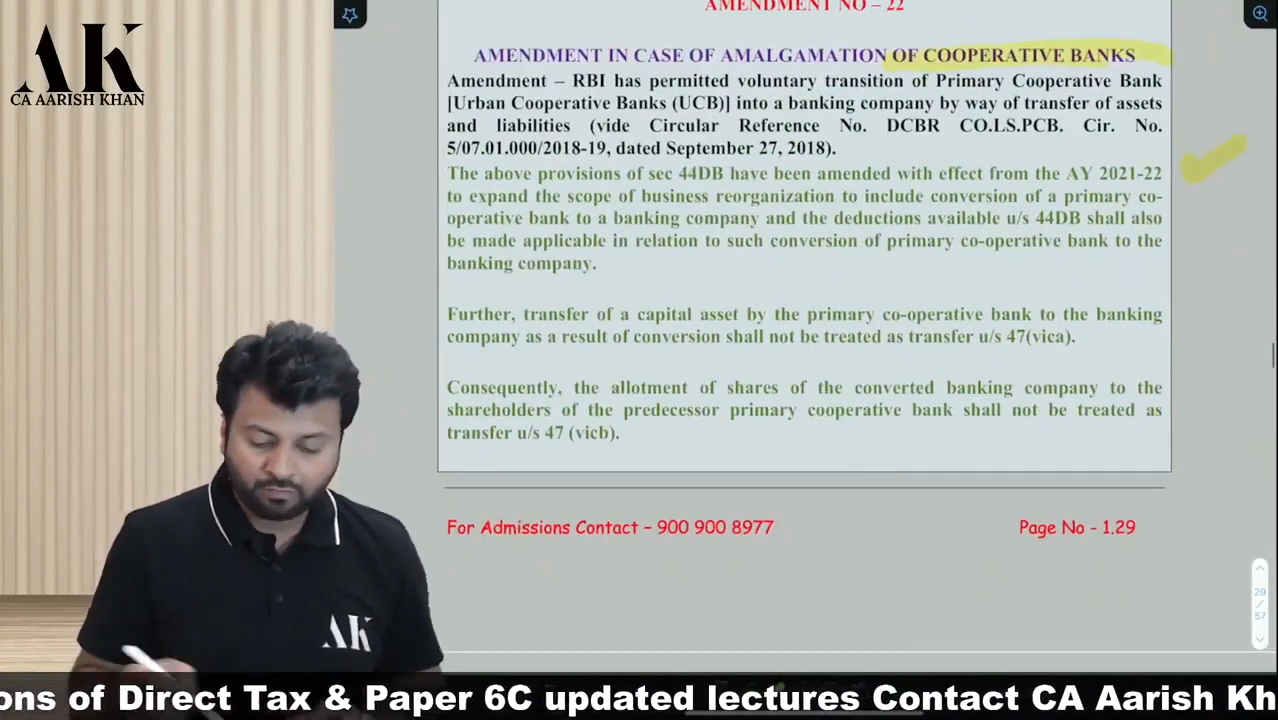 AK
CA AARISH KHAN
AMENDMENT NO – 22
AMENDMENT IN CASE OF AMALGAMATION OF COOPERATIVE BANKS
Amendment – RBI has permitted voluntary transition of Primary Cooperative Bank
[Urban Cooperative Banks (UCB)] into a banking company by way of transfer of assets
and liabilities (vide Circular Reference No. DCBR CO.LS.PCB. Cir. No.
5/07.01.000/2018-19, dated September 27, 2018).
The above provisions of sec 44DB have been amended with effect from the AY 2021-22
to expand the scope of business reorganization to include conversion of a primary co-
operative bank to a banking company and the deductions available u/s 44DB shall also
be made applicable in relation to such conversion of primary co-operative bank to the
banking company.
Further, transfer of a capital asset by the primary co-operative bank to the banking
company as a result of conversion shall not be treated as transfer u/s 47(vica).
Consequently, the allotment of shares of the converted banking company to the
shareholders of the predecessor primary cooperative bank shall not be treated as
transfer u/s 47 (vicb).
For Admissions Contact – 900 900 8977
Page No - 1.29
29
/
57
AK
ons of Direct Tax & Paper 6C updated lectures Contact CA Aarish Kh